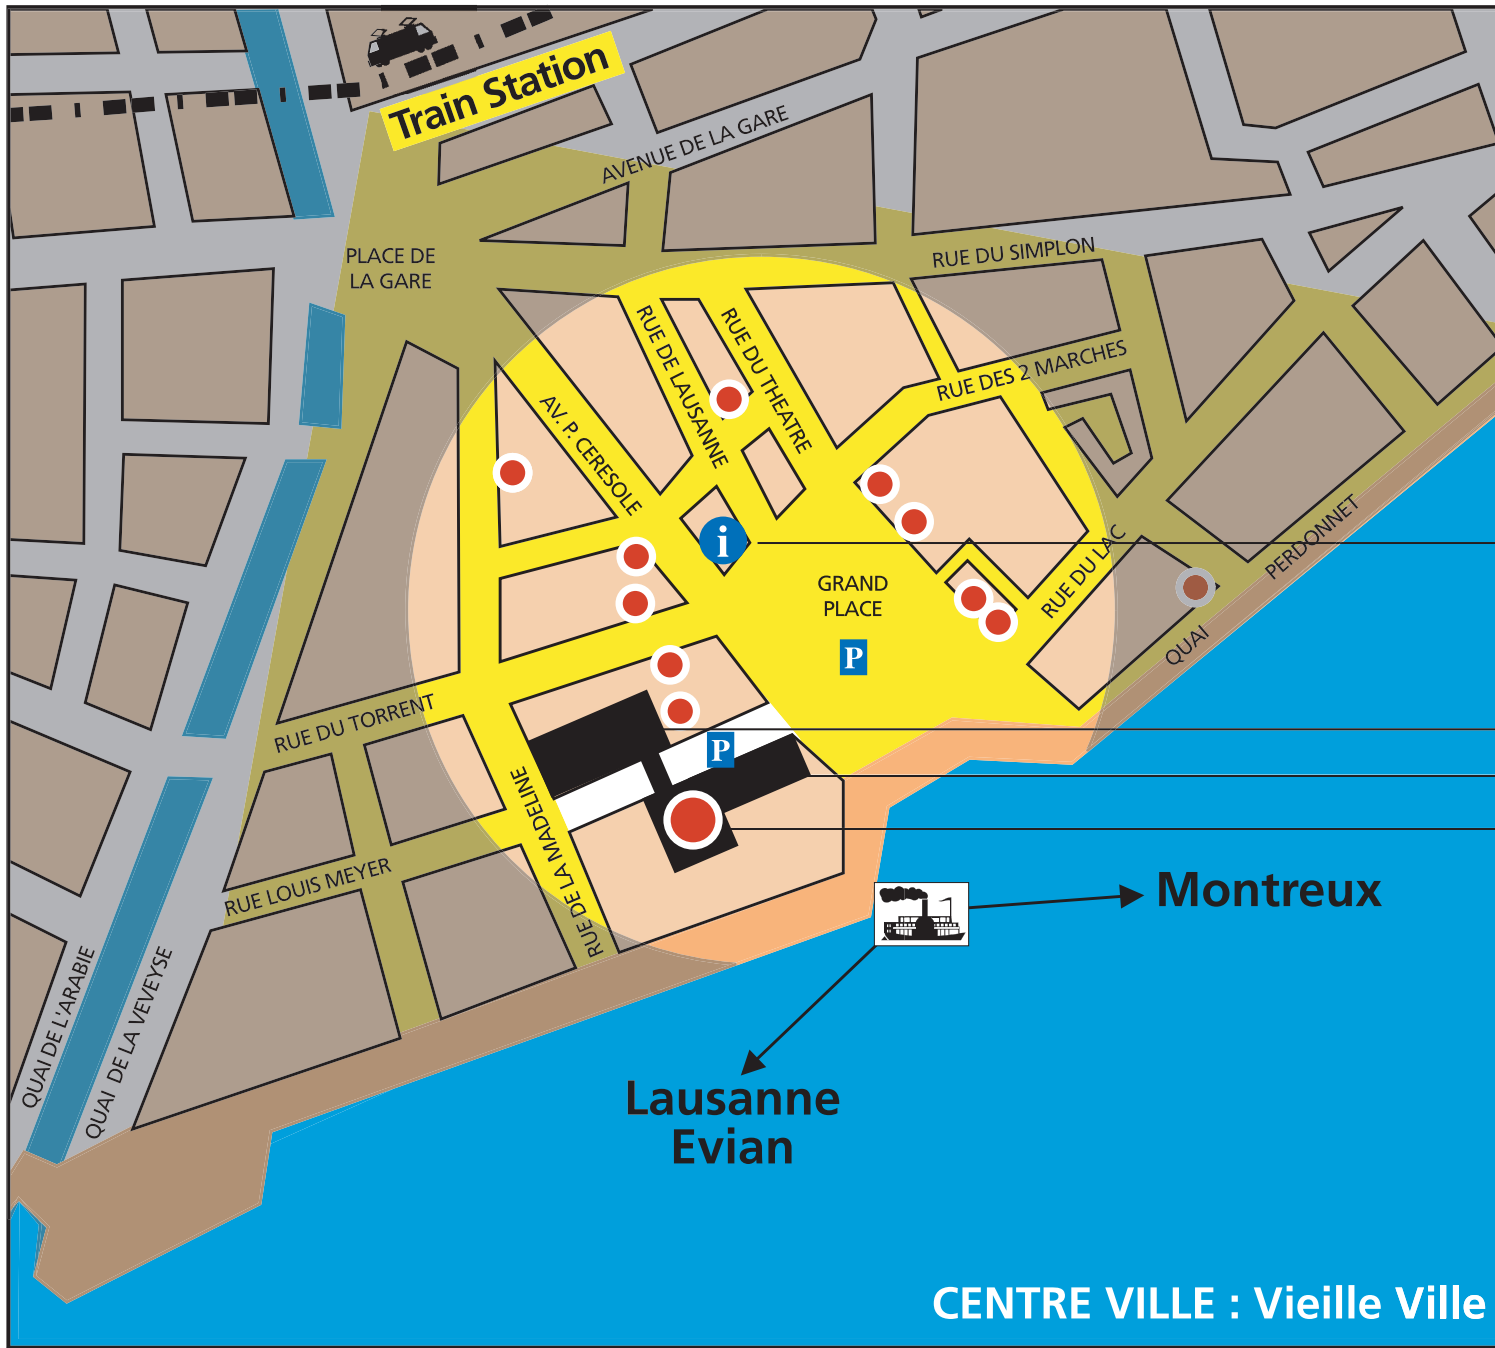 Train Station
AVENUE DE LA GARE
PLACE DE
LA GARE
RUE DU SIMPLON
RUE DE LAUSANNE
RUE DU THEATRE
RUE DES 2 MARCHES
AV. P. CERESOLE
i
GRAND
PLACE
P
RUE DU LAC
QUAI PERDONNET
RUE DU TORRENT
P
RUE DE LA MADELINE
RUE LOUIS MEYER
Montreux
QUAI DE L'ARABIE
QUAI DE LA VEVEYSE
Lausanne
Evian
CENTRE VILLE : Vieille Ville